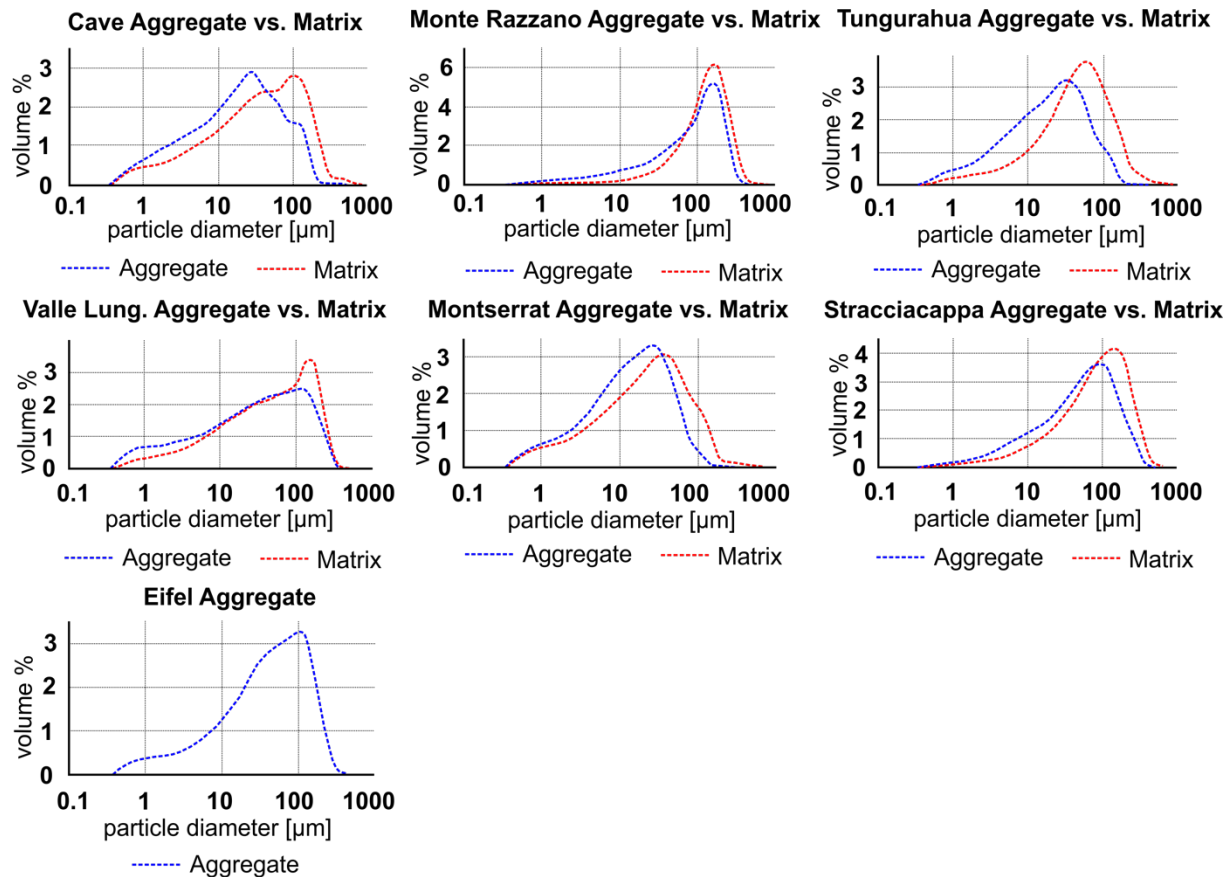 Cave Aggregate vs. Matrix
volume %
3
2
1
0
0.1 1 10 100 1000
particle diameter [µm]
Aggregate Matrix
Monte Razzano Aggregate vs. Matrix
volume %
6
4
2
0
0.1 1 10 100 1000
particle diameter [µm]
Aggregate Matrix
Tungurahua Aggregate vs. Matrix
volume %
4
3
2
1
0
0.1 1 10 100 1000
particle diameter [µm]
Aggregate Matrix
Valle Lung. Aggregate vs. Matrix
volume %
3
2
1
0
0.1 1 10 100 1000
particle diameter [µm]
Aggregate Matrix
Montserrat Aggregate vs. Matrix
volume %
3
2
1
0
0.1 1 10 100 1000
particle diameter [µm]
Aggregate Matrix
Stracciacappa Aggregate vs. Matrix
volume %
4
3
2
1
0
0.1 1 10 100 1000
particle diameter [µm]
Aggregate Matrix
Eifel Aggregate
volume %
3
2
1
0
0.1 1 10 100 1000
particle diameter [µm]
Aggregate